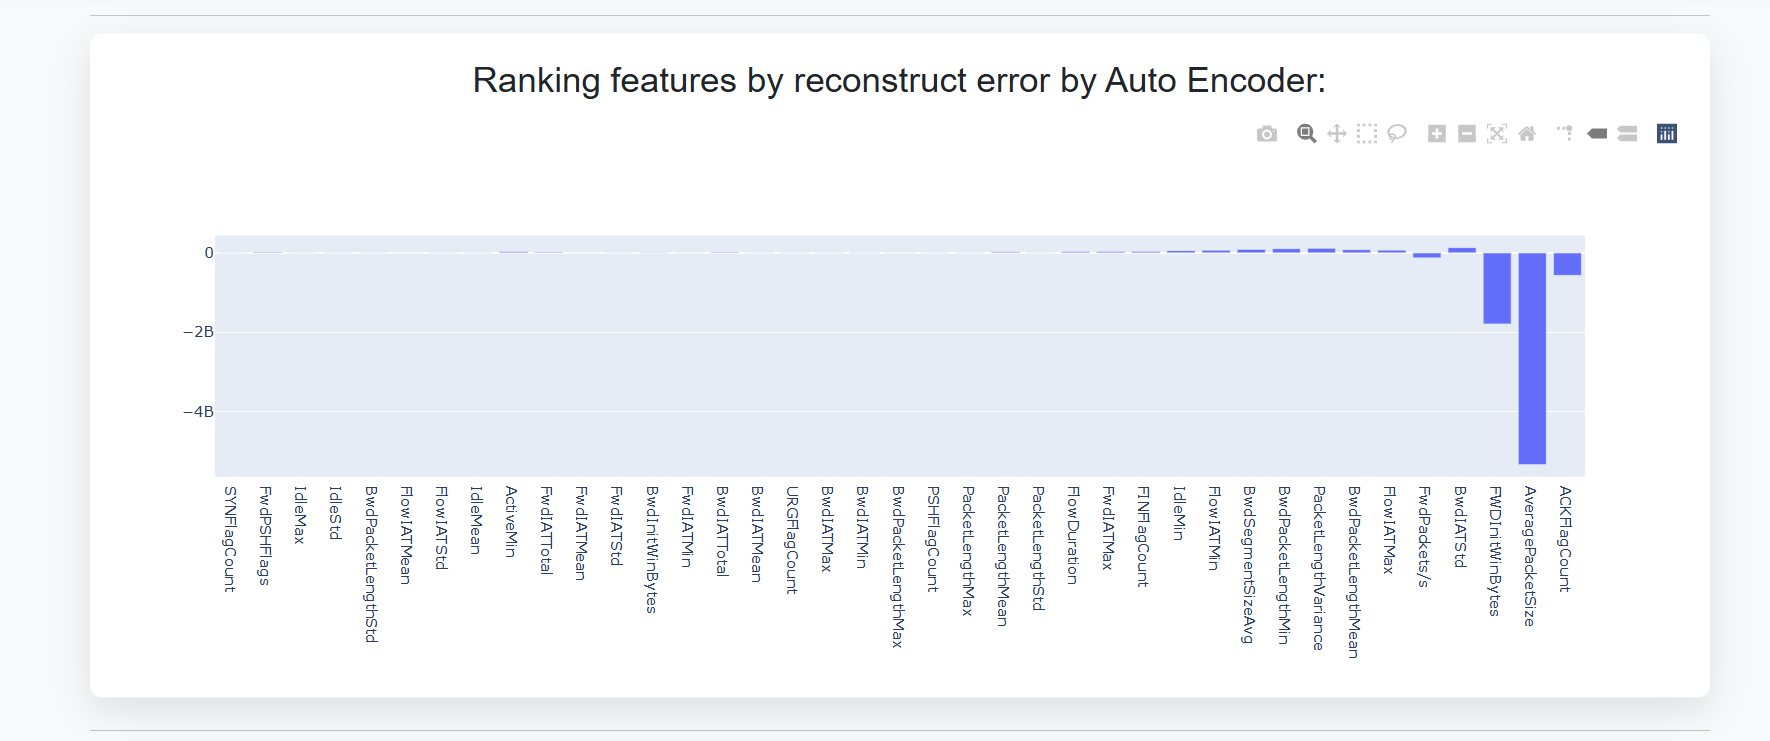 Ranking features by reconstruct error by Auto Encoder:
0
−2B
−4B
SYNFlagCount
FwdPSHFlags
IdleMax
IdleStd
BwdPacketLengthStd
FlowIATMean
FlowIATStd
IdleMean
ActiveMin
FwdIATTotal
FwdIATMean
FwdIATStd
BwdInitWinBytes
FwdIATMin
BwdIATTotal
BwdIATMean
URGFlagCount
BwdIATMax
BwdIATMin
BwdPacketLengthMax
PSHFlagCount
PacketLengthMax
PacketLengthMean
PacketLengthStd
FlowDuration
FwdIATMax
FINFlagCount
IdleMin
FlowIATMin
BwdSegmentSizeAvg
BwdPacketLengthMin
PacketLengthVariance
BwdPacketLengthMean
FlowIATMax
FwdPackets/s
BwdIATStd
FWDInitWinBytes
AveragePacketSize
ACKFlagCount